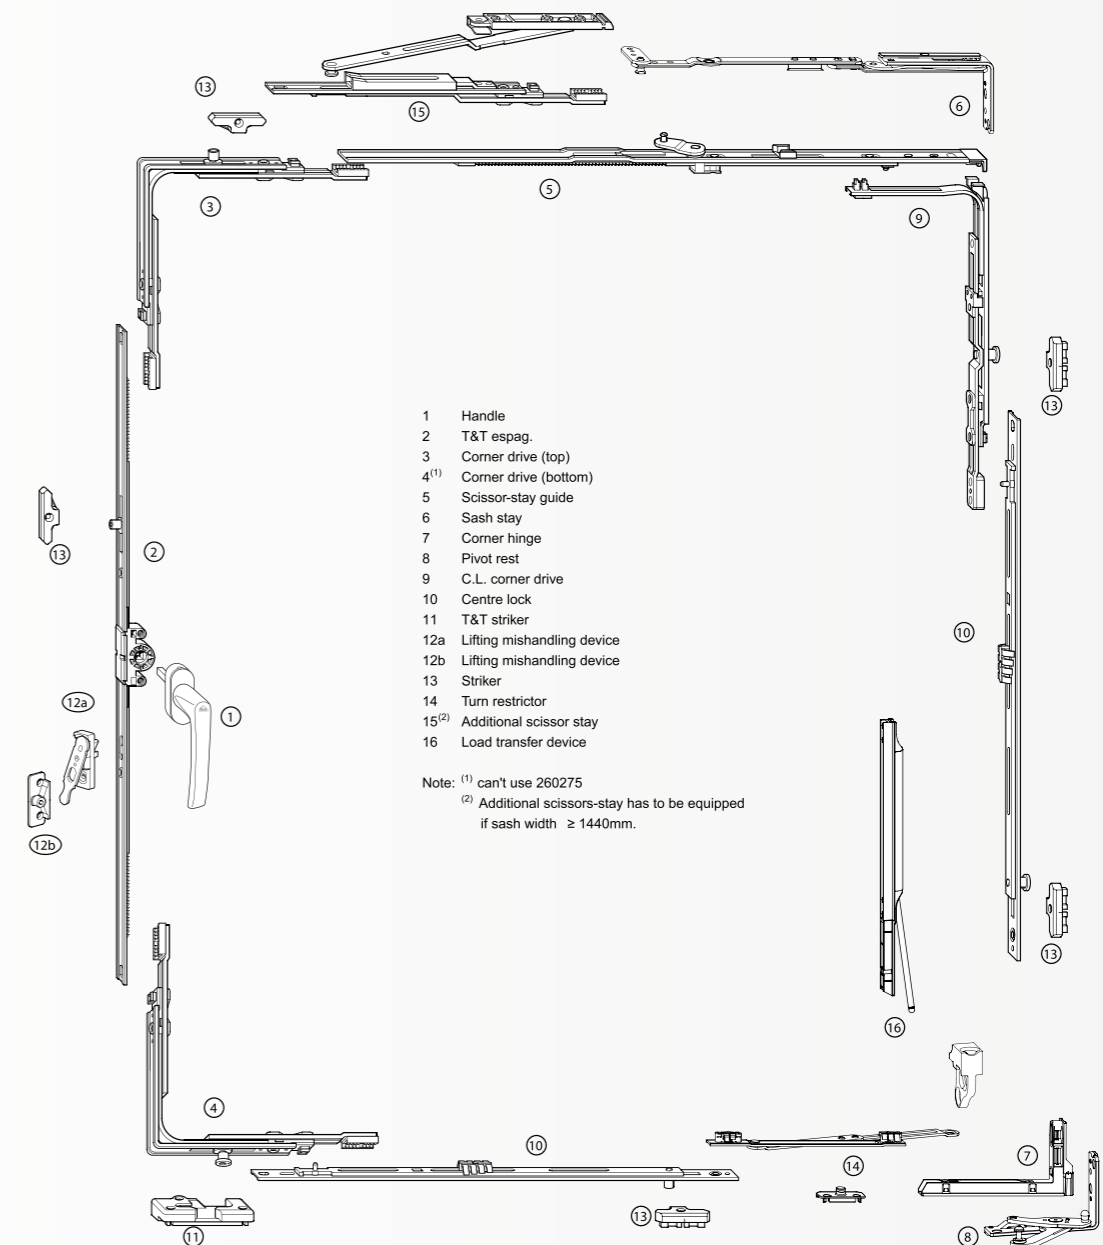 13
15
6
3
5
9
13
1 Handle
2 T&T espag.
3 Corner drive (top)
4(1) Corner drive (bottom)
5 Scissor-stay guide
6 Sash stay
7 Corner hinge
8 Pivot rest
9 C.L. corner drive
10 Centre lock
11 T&T striker
12a Lifting mishandling device
12b Lifting mishandling device
13 Striker
14 Turn restrictor
15(2) Additional scissor stay
16 Load transfer device
Note: (1) can't use 260275
(2) Additional scissors-stay has to be equipped
if sash width ≥ 1440mm.
13
2
10
12a
1
12b
13
16
4
10
7
14
13
11
8